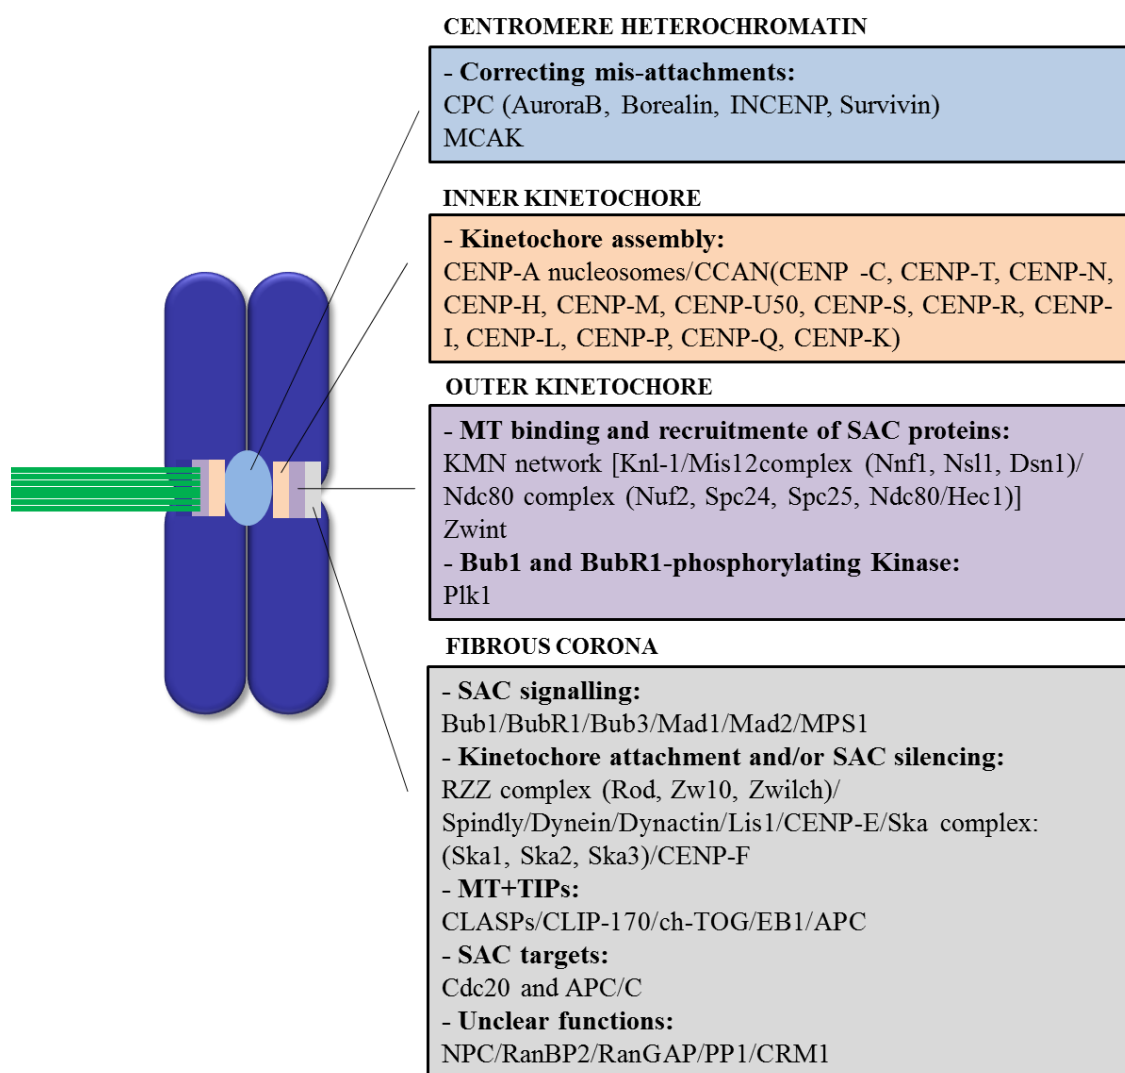 CENTROMERE HETEROCHROMATIN
- Correcting mis-attachments:
CPC (AuroraB, Borealin, INCENP, Survivin)
MCAK
INNER KINETOCHORE
- Kinetochore assembly:
CENP-A nucleosomes/CCAN(CENP -C, CENP-T, CENP-N,
CENP-H, CENP-M, CENP-U50, CENP-S, CENP-R, CENP-
I, CENP-L, CENP-P, CENP-Q, CENP-K)
OUTER KINETOCHORE
- MT binding and recruitmente of SAC proteins:
KMN network [Knl-1/Mis12complex (Nnf1, Nsl1, Dsn1)/
Ndc80 complex (Nuf2, Spc24, Spc25, Ndc80/Hec1)]
Zwint
- Bub1 and BubR1-phosphorylating Kinase:
Plk1
FIBROUS CORONA
- SAC signalling:
Bub1/BubR1/Bub3/Mad1/Mad2/MPS1
- Kinetochore attachment and/or SAC silencing:
RZZ complex (Rod, Zw10, Zwilch)/
Spindly/Dynein/Dynactin/Lis1/CENP-E/Ska complex:
(Ska1, Ska2, Ska3)/CENP-F
- MT+TIPs:
CLASPs/CLIP-170/ch-TOG/EB1/APC
- SAC targets:
Cdc20 and APC/C
- Unclear functions:
NPC/RanBP2/RanGAP/PP1/CRM1